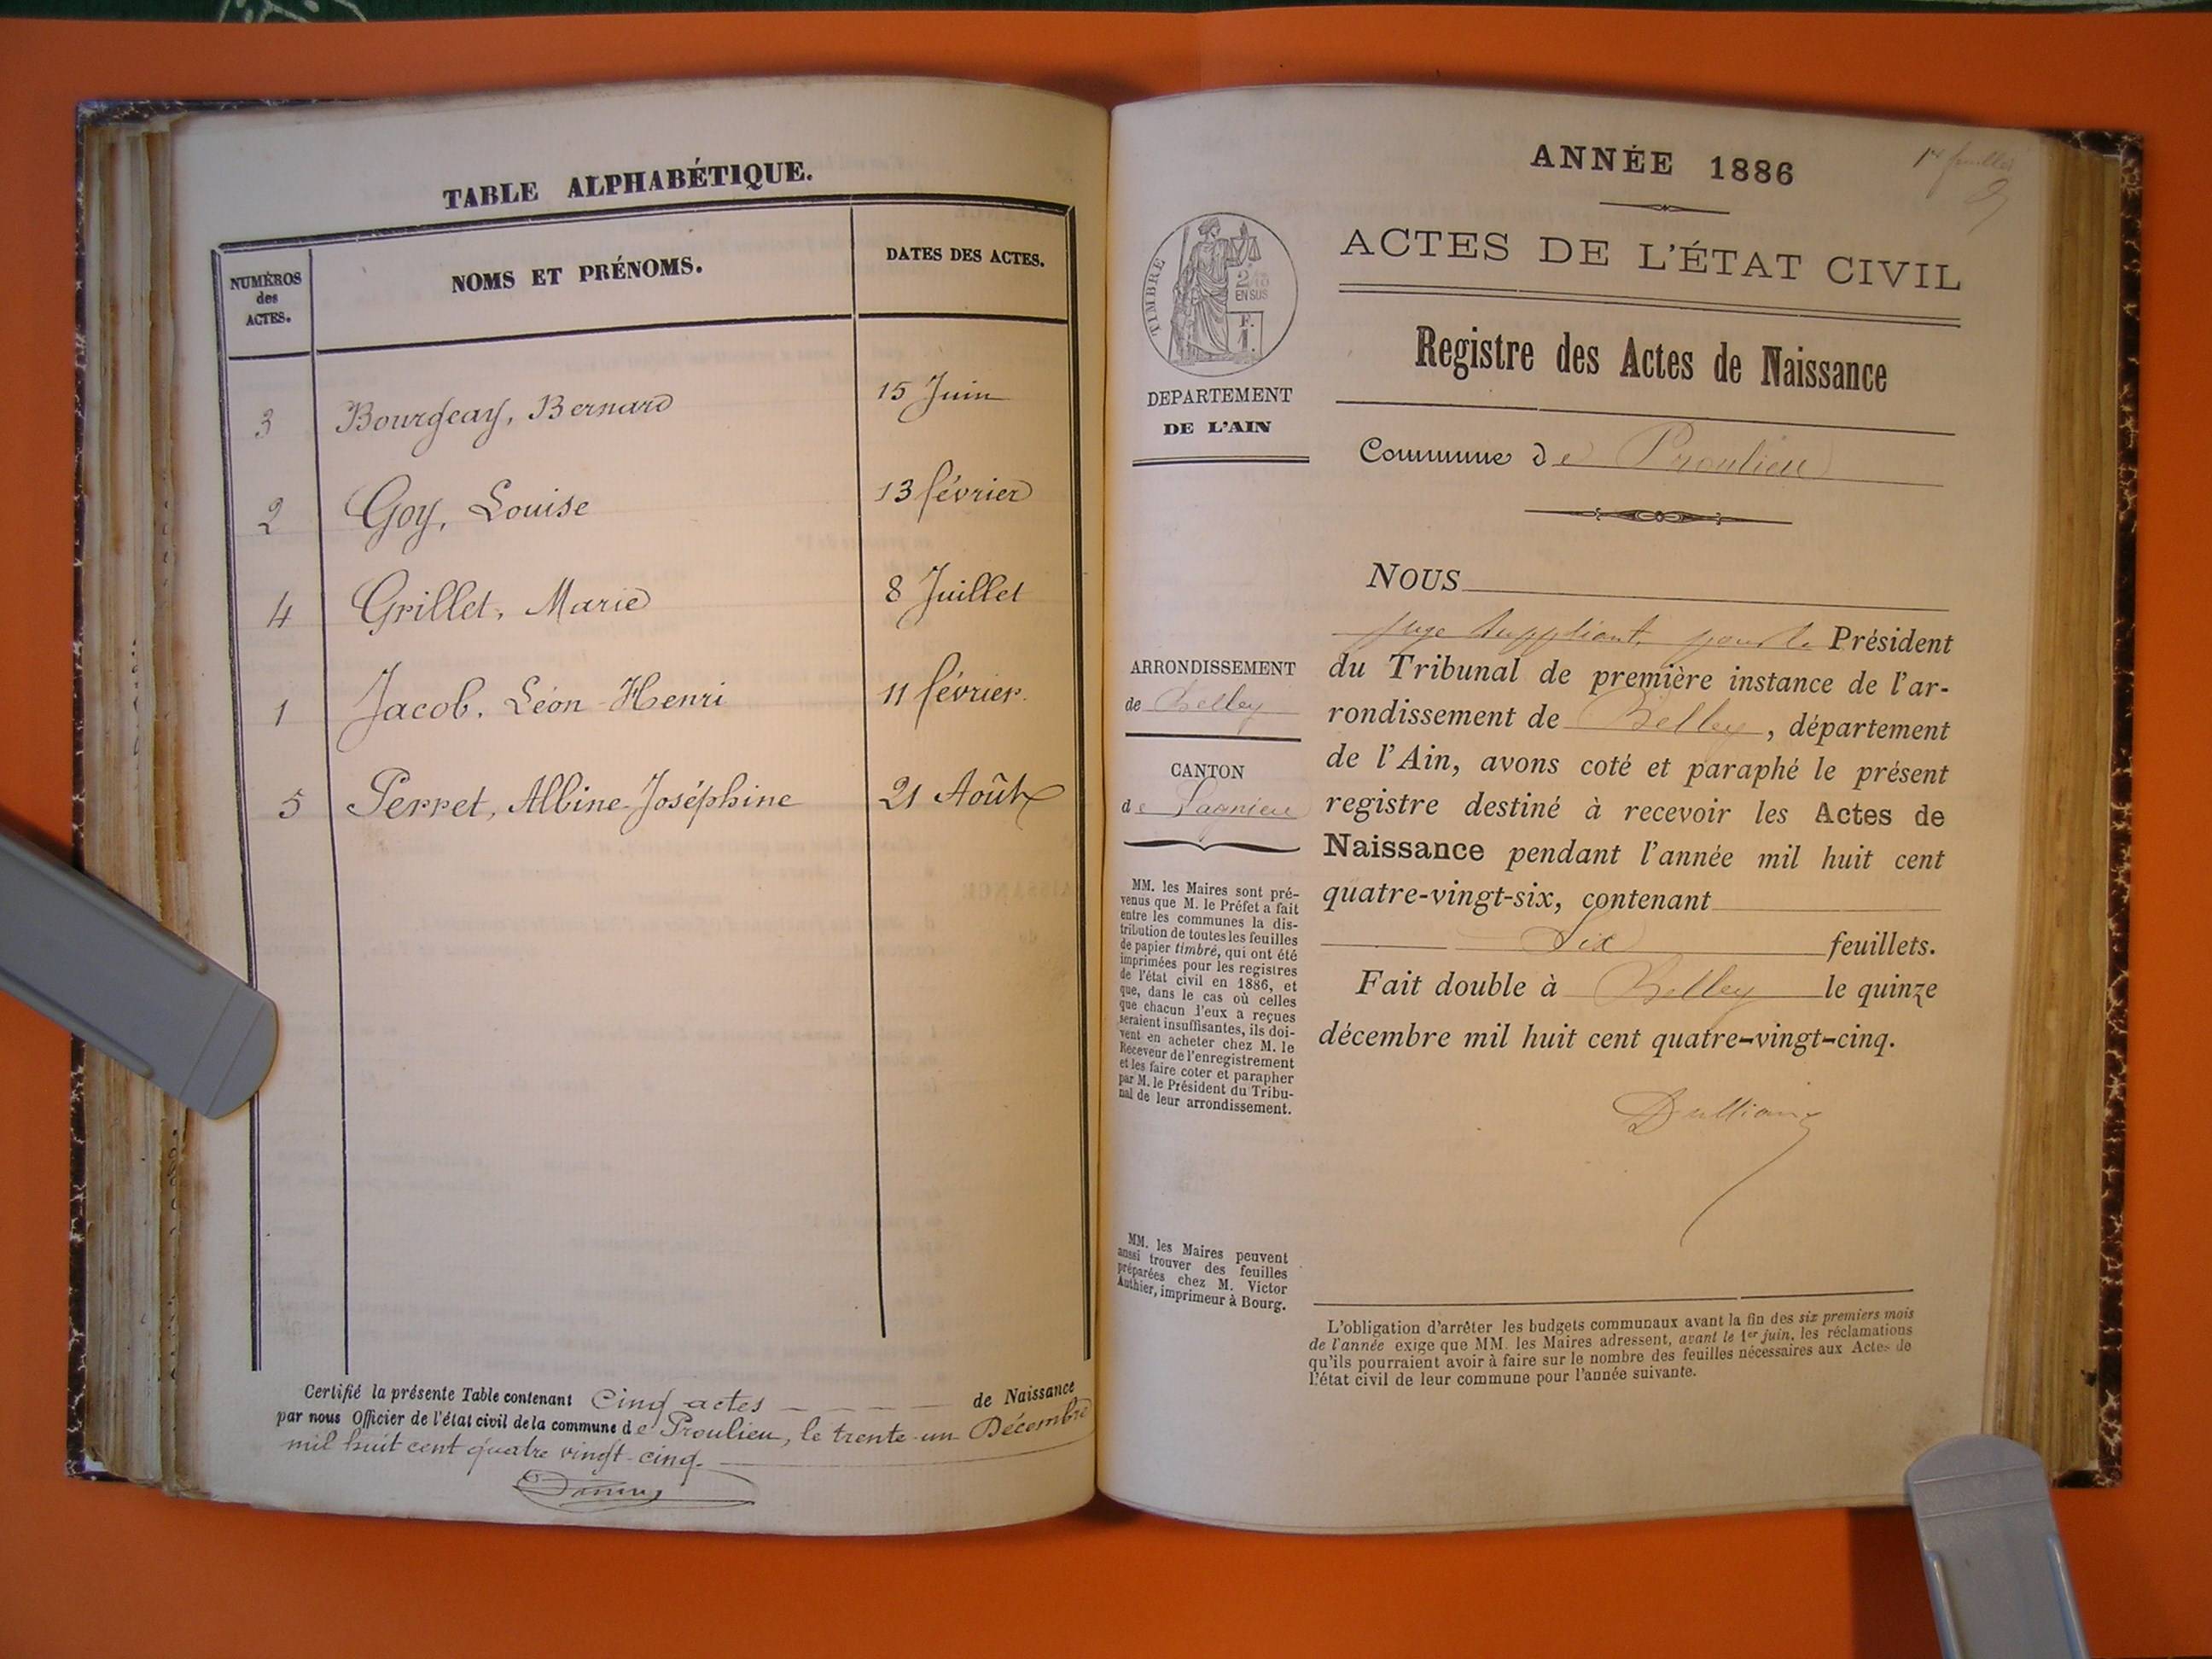 TABLE ALPHABÉTIQUE.
NUMÉROS
des
ACTES.
NOMS ET PRÉNOMS.
DATES DES ACTES.
3 Bourgeay, Bernard 15 Juin
2 Goy, Louise 13 février
4 Grillet, Marie 8 Juillet
1 Jacob, Léon-Henri 11 février
5 Perret, Albine-Joséphine 21 Août
Certifié la présente Table contenant Cinq actes de Naissance
par nous Officier de l'état civil de la commune de Proulieu, le trente-un Décembre
mil huit cent quatre vingt-cinq.
1er feuillet
ANNÉE 1886
ACTES DE L'ÉTAT CIVIL
Registre des Actes de Naissance
Commune de Proulieu
TIMBRE
2/10
EN SUS
F.
1.
DEPARTEMENT
DE L'AIN
ARRONDISSEMENT
de Belley
CANTON
de Lagnieu
MM. les Maires sont pré-
venus que M. le Préfet a fait
entre les communes la dis-
tribution de toutes les feuilles
de papier timbré, qui ont été
imprimées pour les registres
de l'état civil en 1886, et
que, dans le cas où celles
que chacun d'eux a reçues
seraient insuffisantes, ils doi-
vent en acheter chez M. le
Receveur de l'enregistrement
et les faire coter et parapher
par M. le Président du Tribu-
nal de leur arrondissement.
MM. les Maires peuvent
aussi trouver des feuilles
préparées chez M. Victor
Authier, imprimeur à Bourg.
NOUS
Juge Suppléant, pour le Président
du Tribunal de première instance de l'ar-
rondissement de Belley, département
de l'Ain, avons coté et paraphé le présent
registre destiné à recevoir les Actes de
Naissance pendant l'année mil huit cent
quatre-vingt-six, contenant
Six feuillets.
Fait double à Belley le quinze
décembre mil huit cent quatre-vingt-cinq.
L'obligation d'arrêter les budgets communaux avant la fin des six premiers mois
de l'année exige que MM. les Maires adressent, avant le 1er juin, les réclamations
qu'ils pourraient avoir à faire sur le nombre des feuilles nécessaires aux Actes de
l'état civil de leur commune pour l'année suivante.